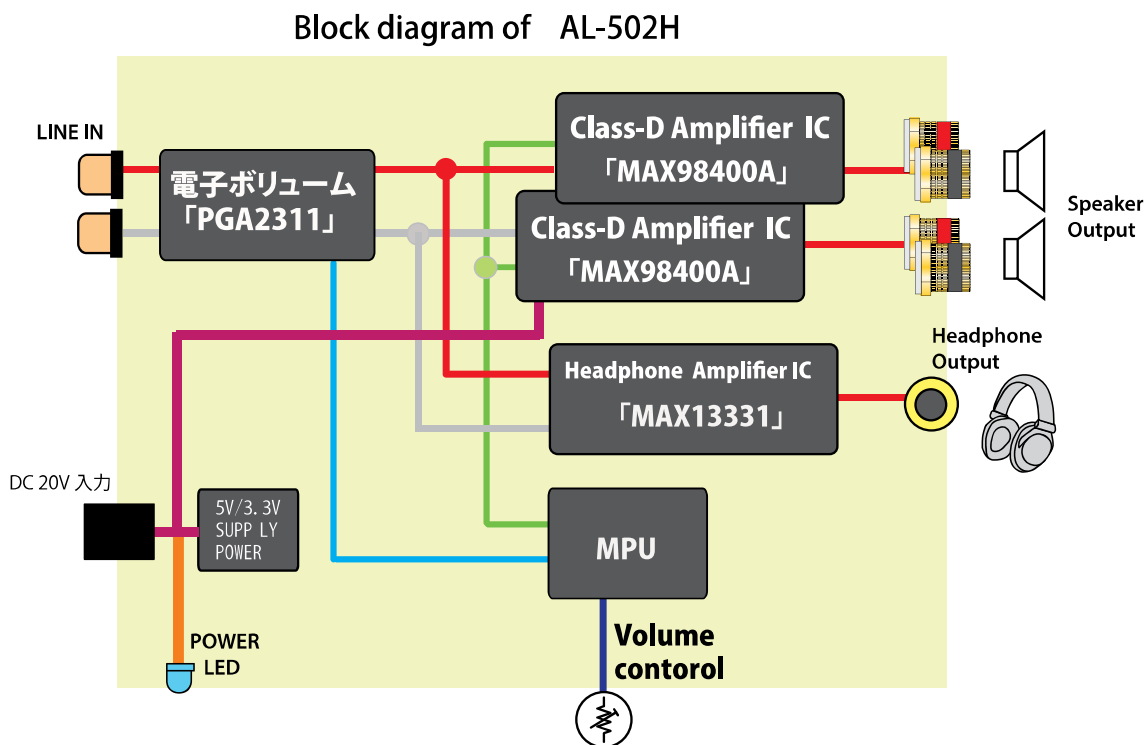 Block diagram of AL-502H
LINE IN
電子ボリューム
「PGA2311」
Class-D Amplifier IC
「MAX98400A」
Class-D Amplifier IC
「MAX98400A」
Speaker
Output
Headphone
Output
Headphone Amplifier IC
「MAX13331」
DC 20V 入力
5V/3.3V
SUPP LY
POWER
MPU
POWER
LED
Volume
contorol